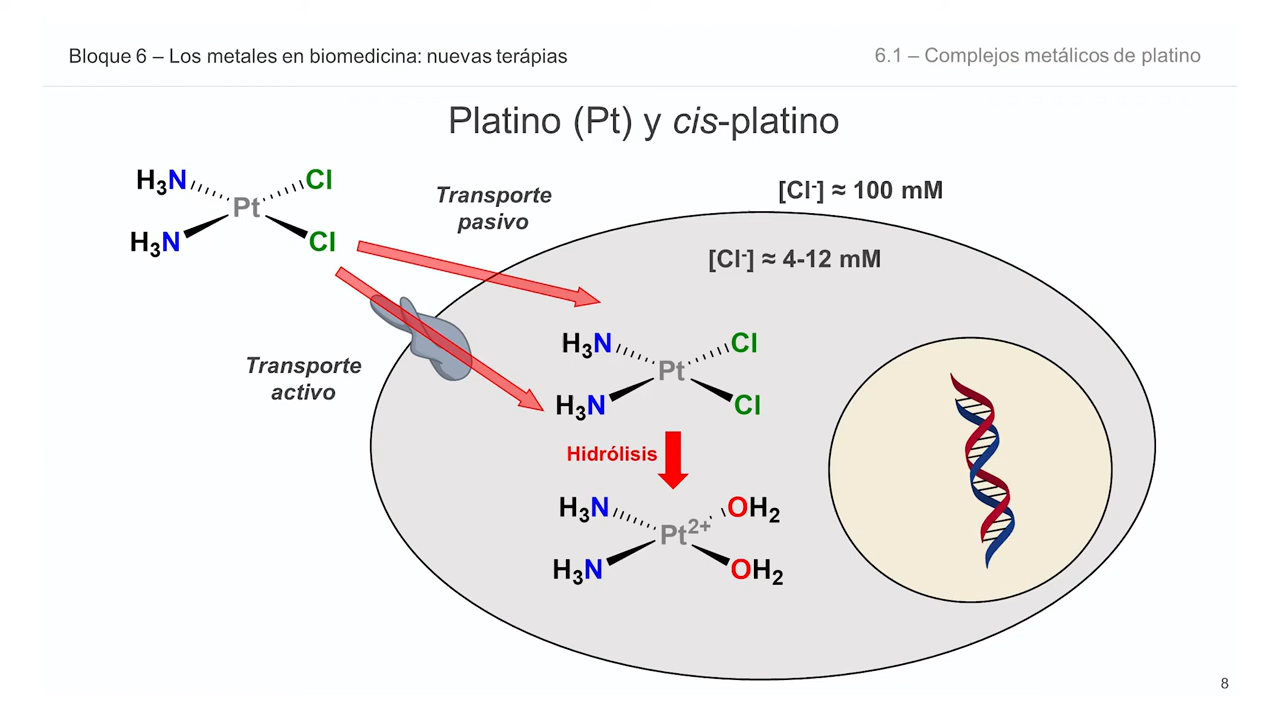 Bloque 6 – Los metales en biomedicina: nuevas terápias
6.1 – Complejos metálicos de platino
Platino (Pt) y cis-platino
H₃N
Cl
Pt
H₃N
Cl
Transporte
pasivo
[Cl⁻] ≈ 100 mM
[Cl⁻] ≈ 4-12 mM
Transporte
activo
H₃N
Cl
Pt
H₃N
Cl
Hidrólisis
H₃N
OH₂
Pt²⁺
H₃N
OH₂
8